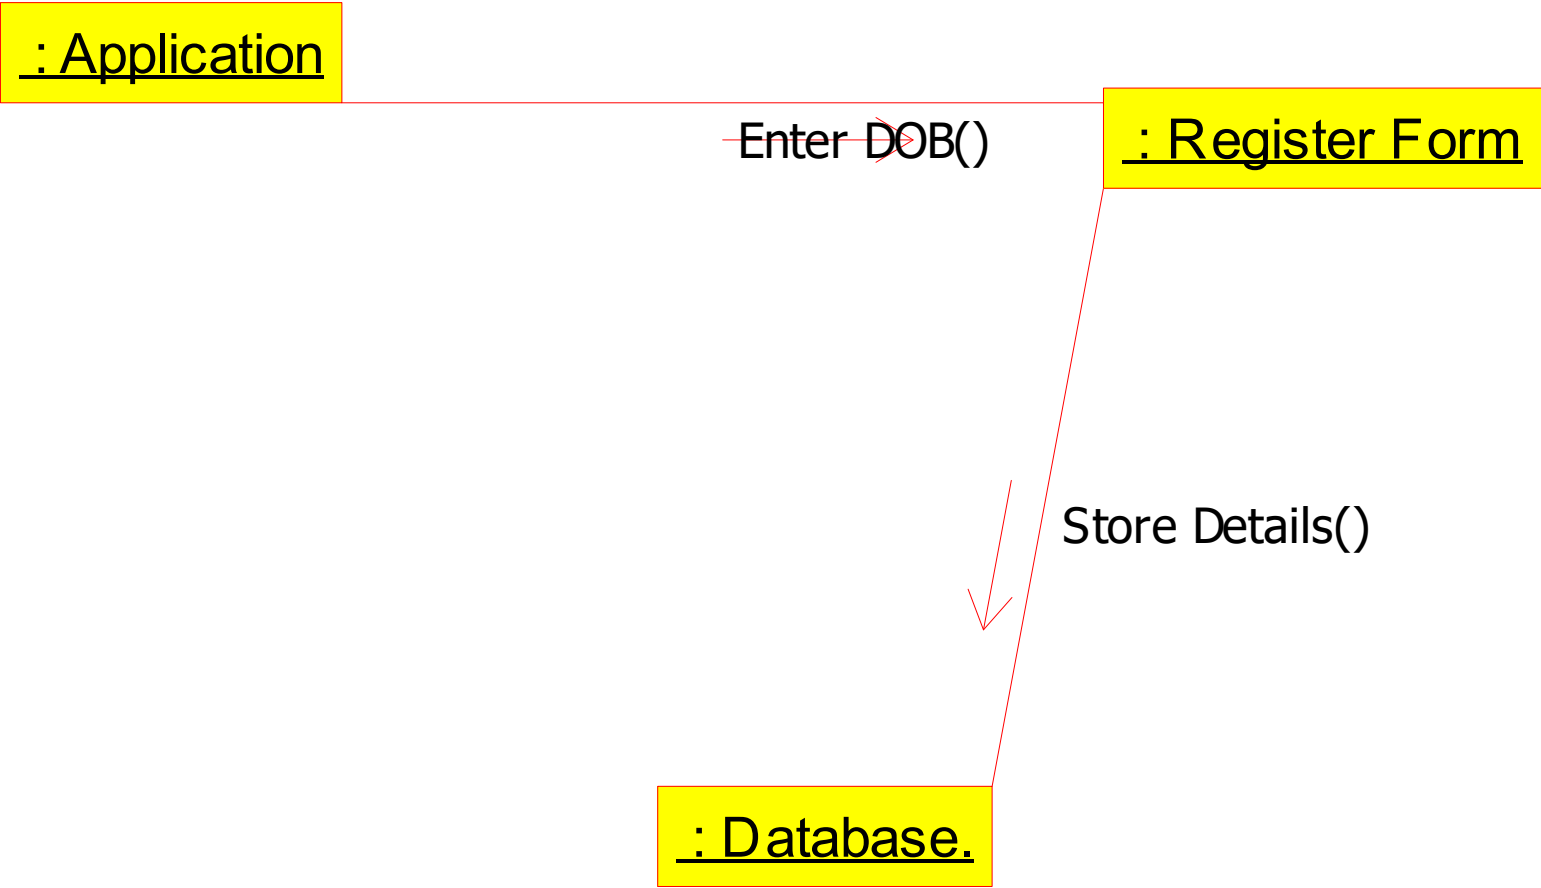 : Application
: Register Form
Enter DOB()
Store Details()
: Database.